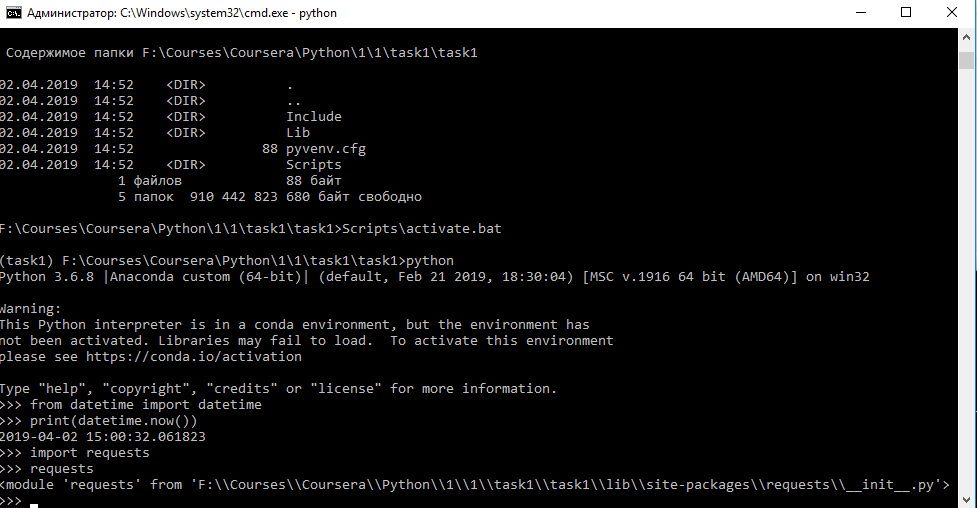 Администратор: C:\Windows\system32\cmd.exe - python
Содержимое папки F:\Courses\Coursera\Python\1\1\task1\task1
02.04.2019  14:52    <DIR>          .
02.04.2019  14:52    <DIR>          ..
02.04.2019  14:52    <DIR>          Include
02.04.2019  14:52    <DIR>          Lib
02.04.2019  14:52                88 pyvenv.cfg
02.04.2019  14:52    <DIR>          Scripts
1 файлов             88 байт
5 папок  910 442 823 680 байт свободно
F:\Courses\Coursera\Python\1\1\task1\task1>Scripts\activate.bat
(task1) F:\Courses\Coursera\Python\1\1\task1\task1>python
Python 3.6.8 |Anaconda custom (64-bit)| (default, Feb 21 2019, 18:30:04) [MSC v.1916 64 bit (AMD64)] on win32
Warning:
This Python interpreter is in a conda environment, but the environment has
not been activated. Libraries may fail to load.  To activate this environment
please see https://conda.io/activation
Type "help", "copyright", "credits" or "license" for more information.
>>> from datetime import datetime
>>> print(datetime.now())
2019-04-02 15:00:32.061823
>>> import requests
>>> requests
<module 'requests' from 'F:\\Courses\\Coursera\\Python\\1\\1\\task1\\task1\\lib\\site-packages\\requests\\__init__.py'>
>>>